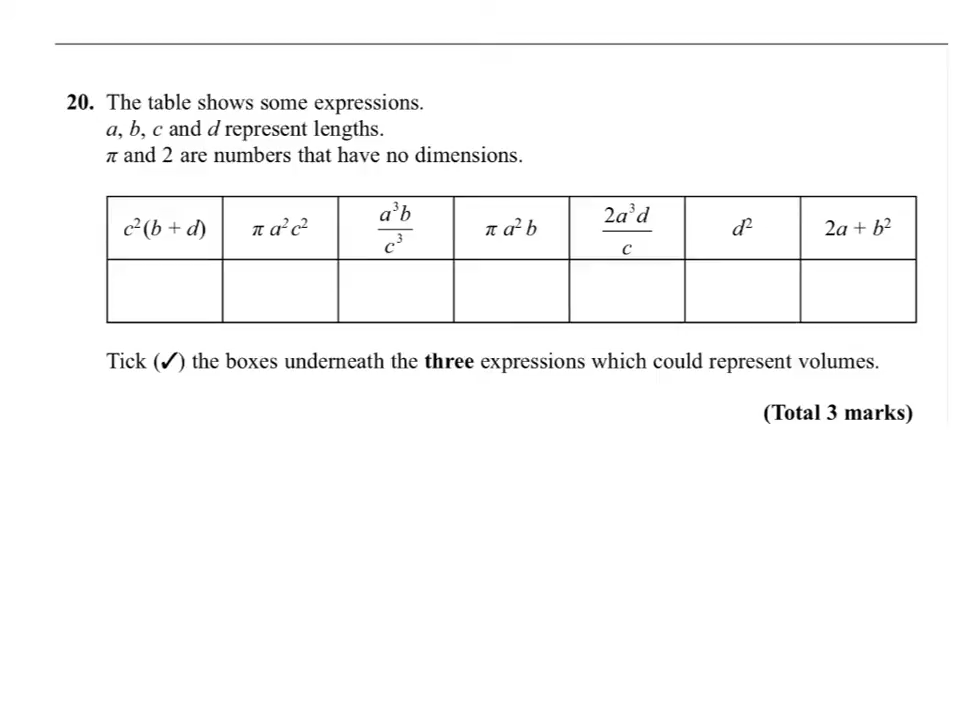 20. The table shows some expressions.
a, b, c and d represent lengths.
π and 2 are numbers that have no dimensions.
c²(b + d) π a²c² a³b/c³ π a² b 2a³d/c d² 2a + b²
Tick (✓) the boxes underneath the three expressions which could represent volumes.
(Total 3 marks)